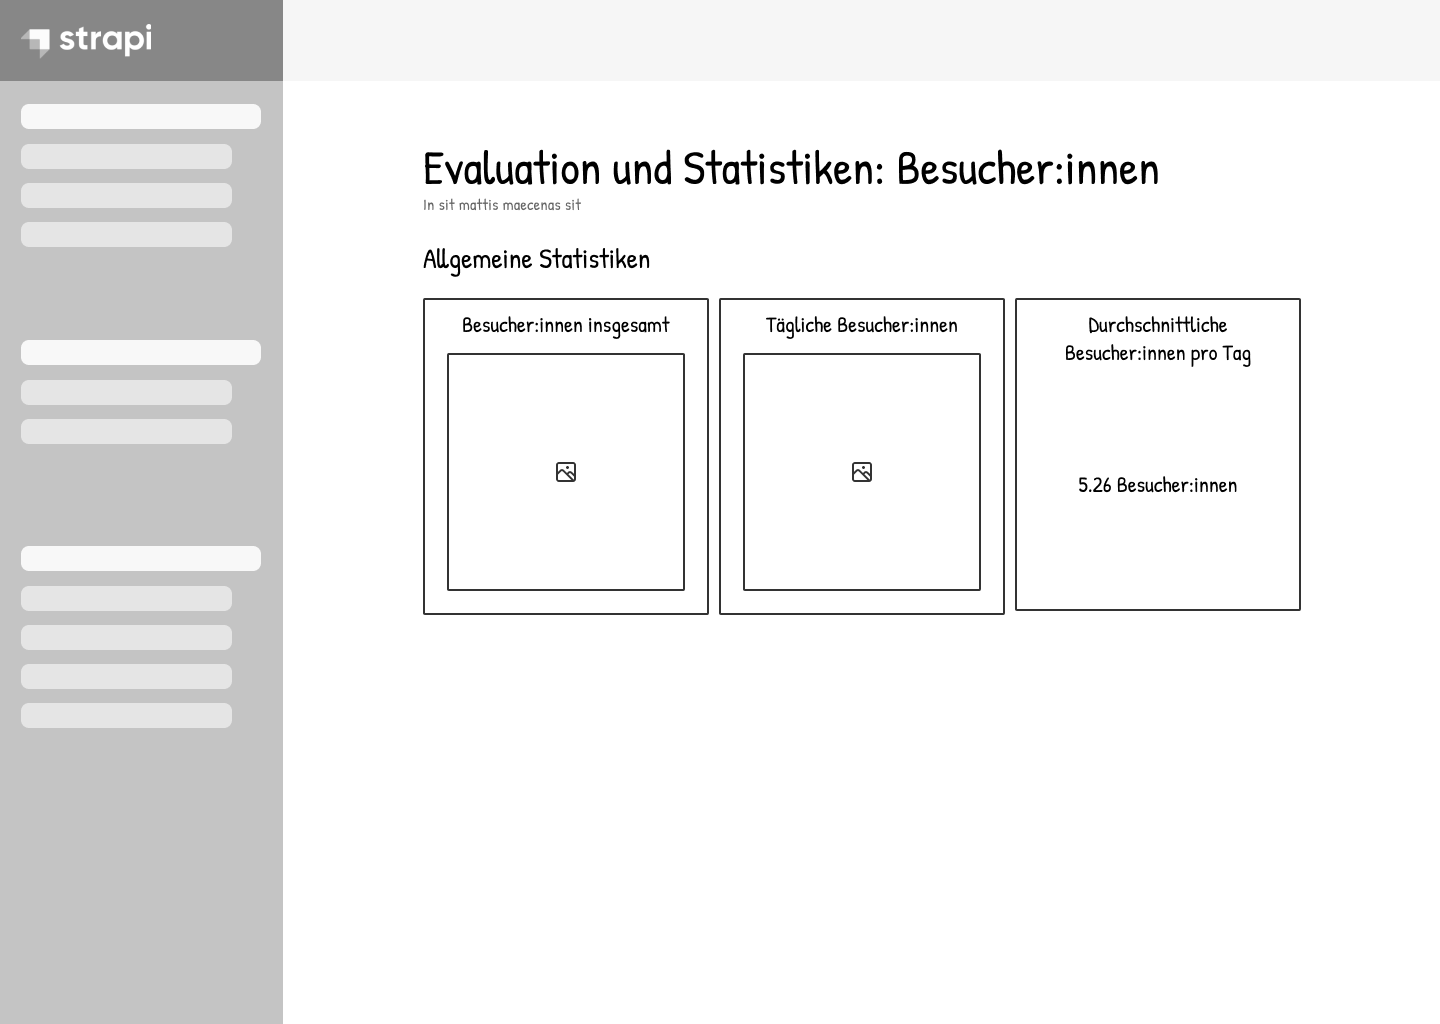 strapi
Evaluation und Statistiken: Besucher:innen
In sit mattis maecenas sit
Allgemeine Statistiken
Besucher:innen insgesamt
Tägliche Besucher:innen
Durchschnittliche
Besucher:innen pro Tag
5.26 Besucher:innen